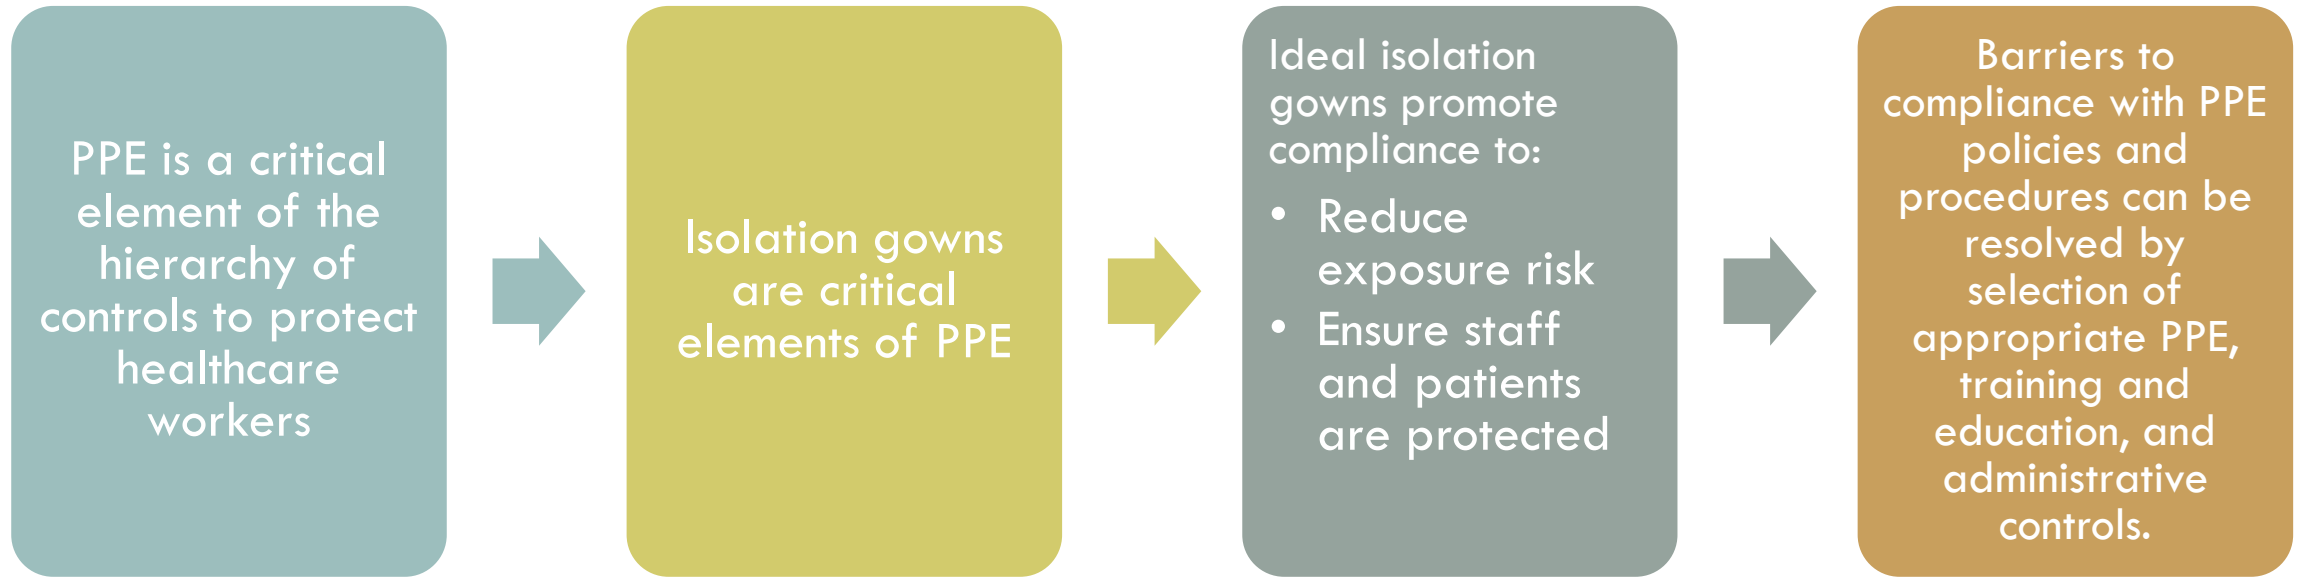 PPE is a critical
element of the
hierarchy of
controls to protect
healthcare
workers
Isolation gowns
are critical
elements of PPE
Ideal isolation
gowns promote
compliance to:
• Reduce
exposure risk
• Ensure staff
and patients
are protected
Barriers to
compliance with PPE
policies and
procedures can be
resolved by
selection of
appropriate PPE,
training and
education, and
administrative
controls.